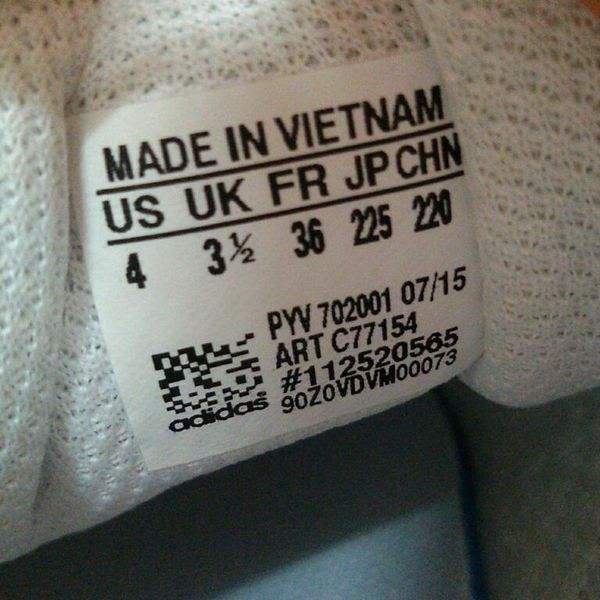 MADE IN VIETNAM
US UK FR JP CHN
4 3½ 36 225 220
PYV 702001 07/15
ART C77154
#112520565
90Z0VDVM00073
adidas